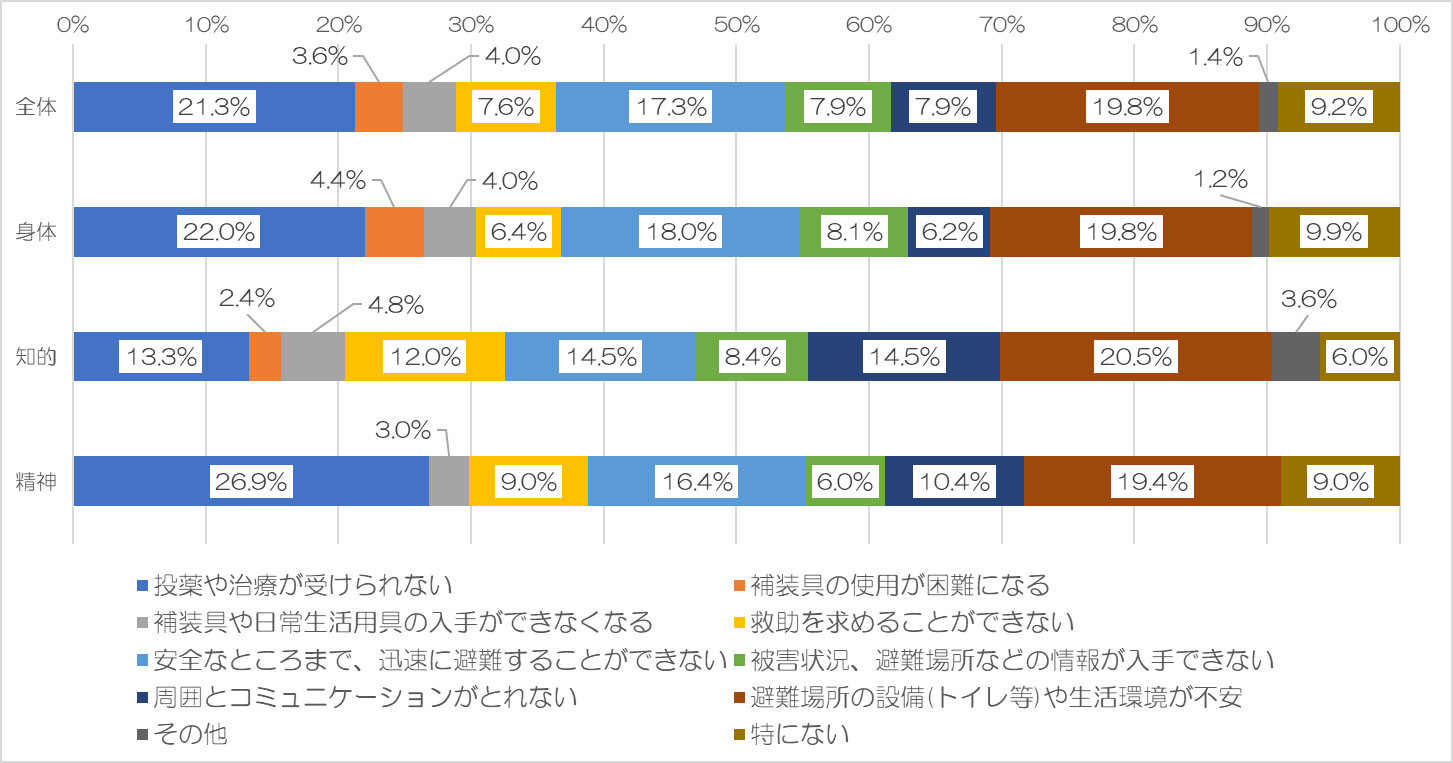 0% 10% 20% 30% 40% 50% 60% 70% 80% 90% 100%
3.6% 4.0% 1.4%
全体 21.3% 7.6% 17.3% 7.9% 7.9% 19.8% 9.2%
4.4% 4.0% 1.2%
身体 22.0% 6.4% 18.0% 8.1% 6.2% 19.8% 9.9%
2.4% 4.8% 3.6%
知的 13.3% 12.0% 14.5% 8.4% 14.5% 20.5% 6.0%
3.0%
精神 26.9% 9.0% 16.4% 6.0% 10.4% 19.4% 9.0%
投薬や治療が受けられない 補装具の使用が困難になる
補装具や日常生活用具の入手ができなくなる 救助を求めることができない
安全なところまで、迅速に避難することができない 被害状況、避難場所などの情報が入手できない
周囲とコミュニケーションがとれない 避難場所の設備(トイレ等)や生活環境が不安
その他 特にない